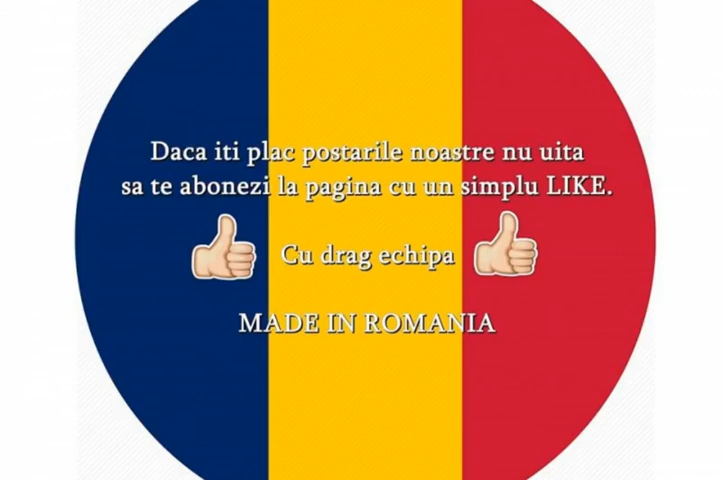 Daca iti plac postarile noastre nu uita
sa te abonezi la pagina cu un simplu LIKE.
Cu drag echipa
MADE IN ROMANIA